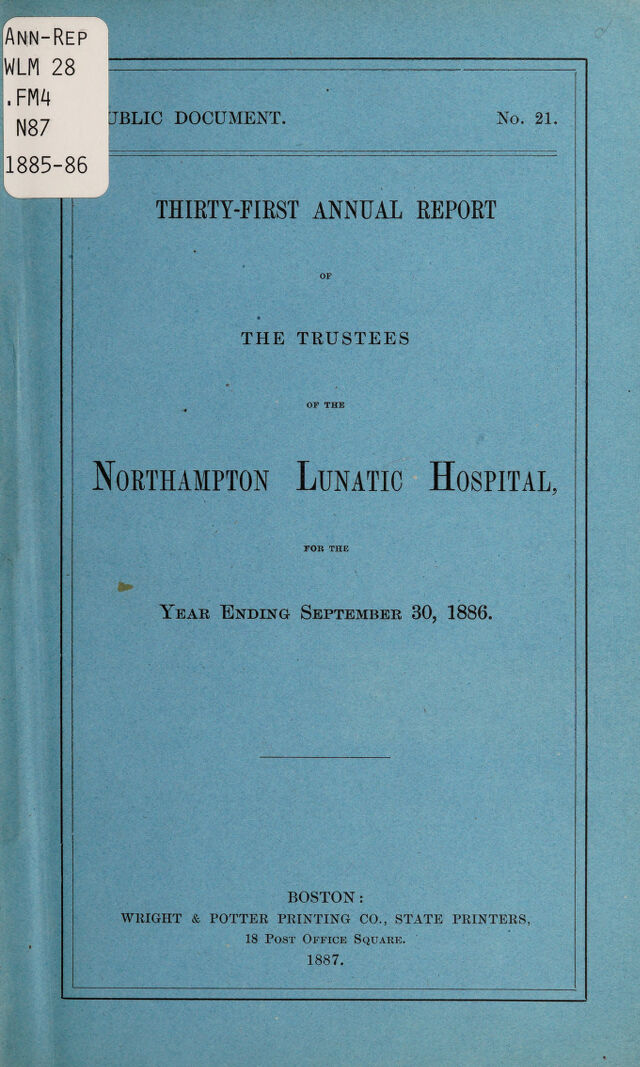 ANN-REP
WLM 28
.FM4
N87
1885-86
UBLIC DOCUMENT. No. 21.
THIRTY-FIRST ANNUAL REPORT
OF
THE TRUSTEES
OF THE
NORTHAMPTON LUNATIC HOSPITAL,
FOR THE
YEAR ENDING SEPTEMBER 30, 1886.
BOSTON:
WRIGHT & POTTER PRINTING CO., STATE PRINTERS,
18 POST OFFICE SQUARE.
1887.